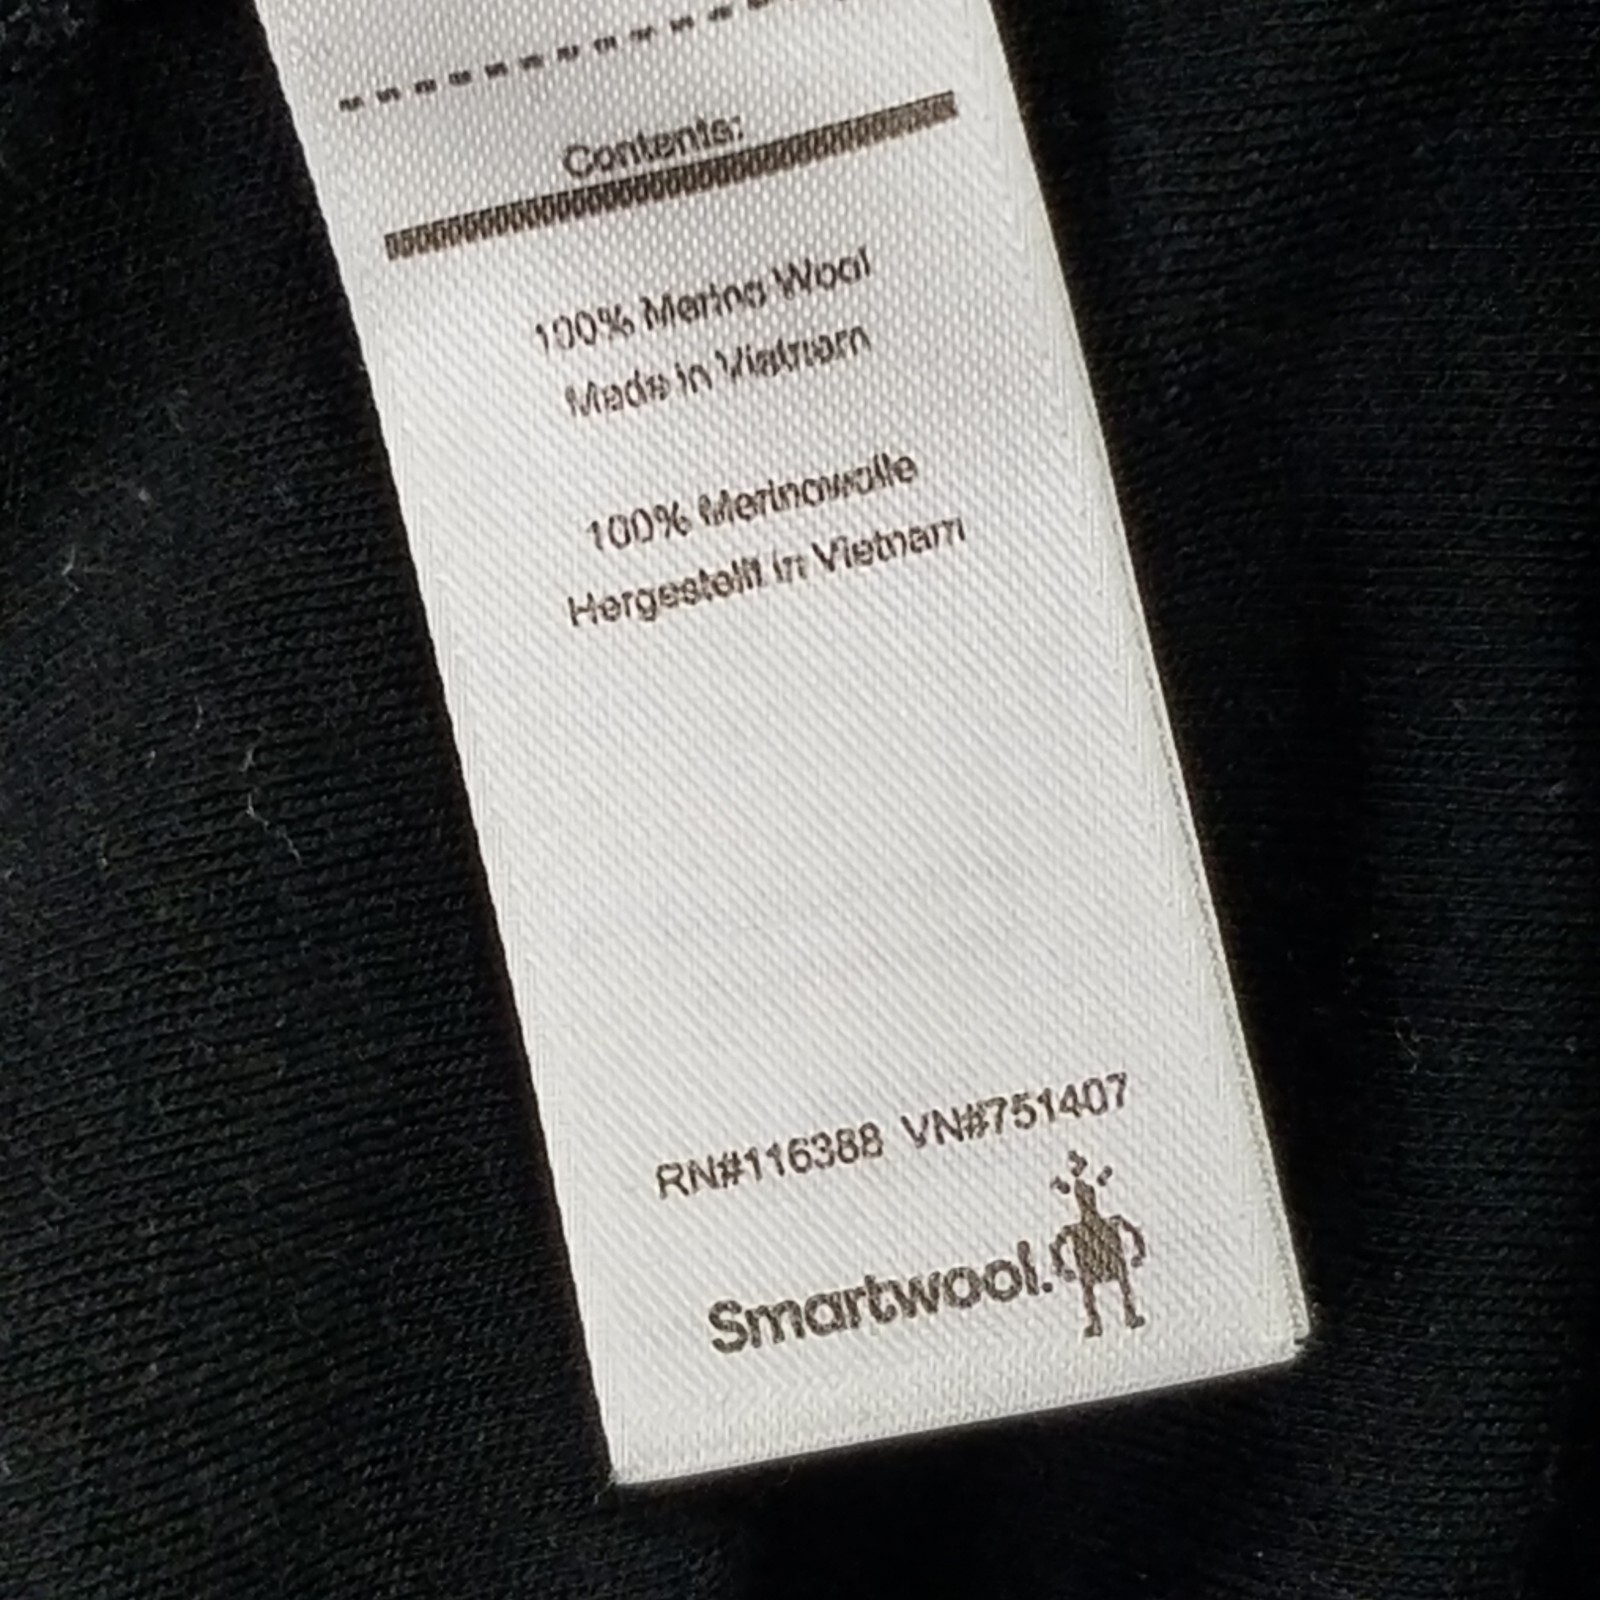 Contents:
100% Merino Wool
Made in Vietnam
100% Merinowolle
Hergestellt in Vietnam
RN#116388 VN#751407
Smartwool.